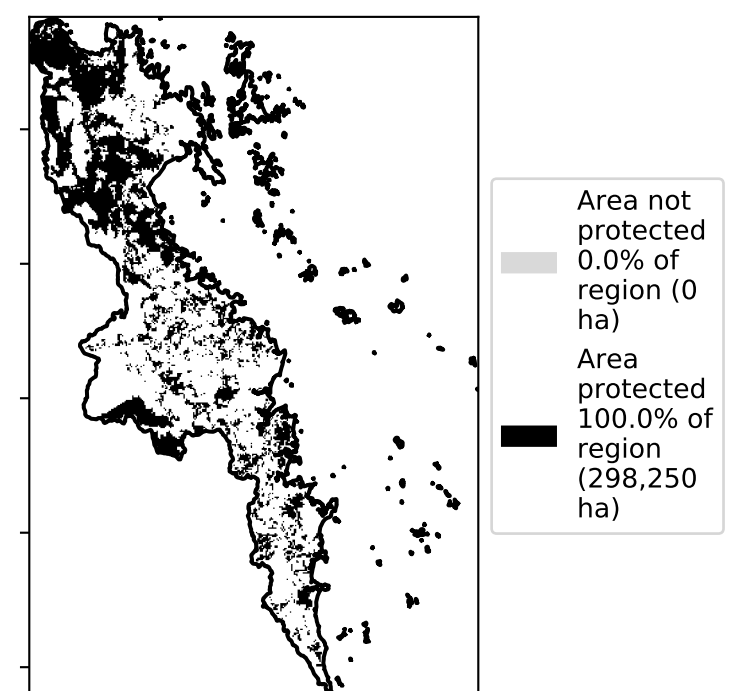 Area not
protected
0.0% of
region (0
ha)
Area
protected
100.0% of
region
(298,250
ha)